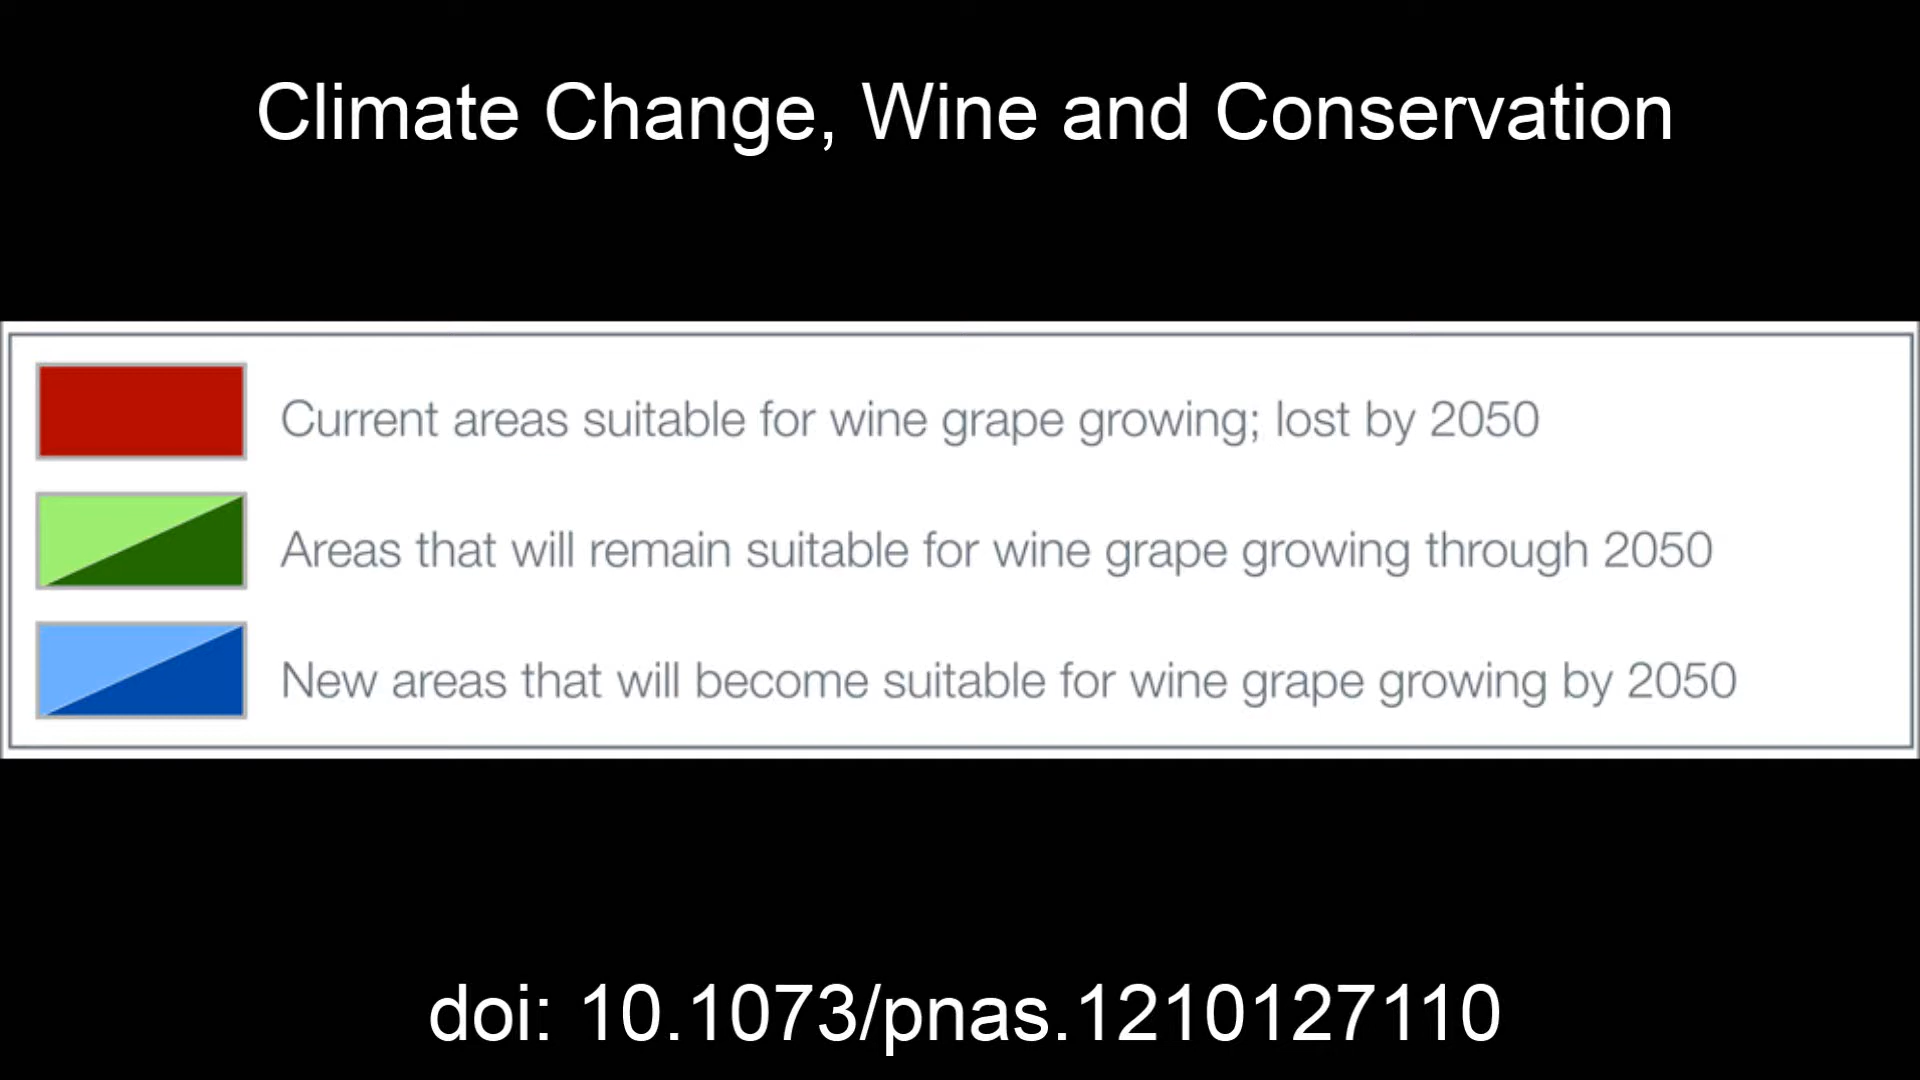 Climate Change, Wine and Conservation
Current areas suitable for wine grape growing; lost by 2050
Areas that will remain suitable for wine grape growing through 2050
New areas that will become suitable for wine grape growing by 2050
doi: 10.1073/pnas.1210127110